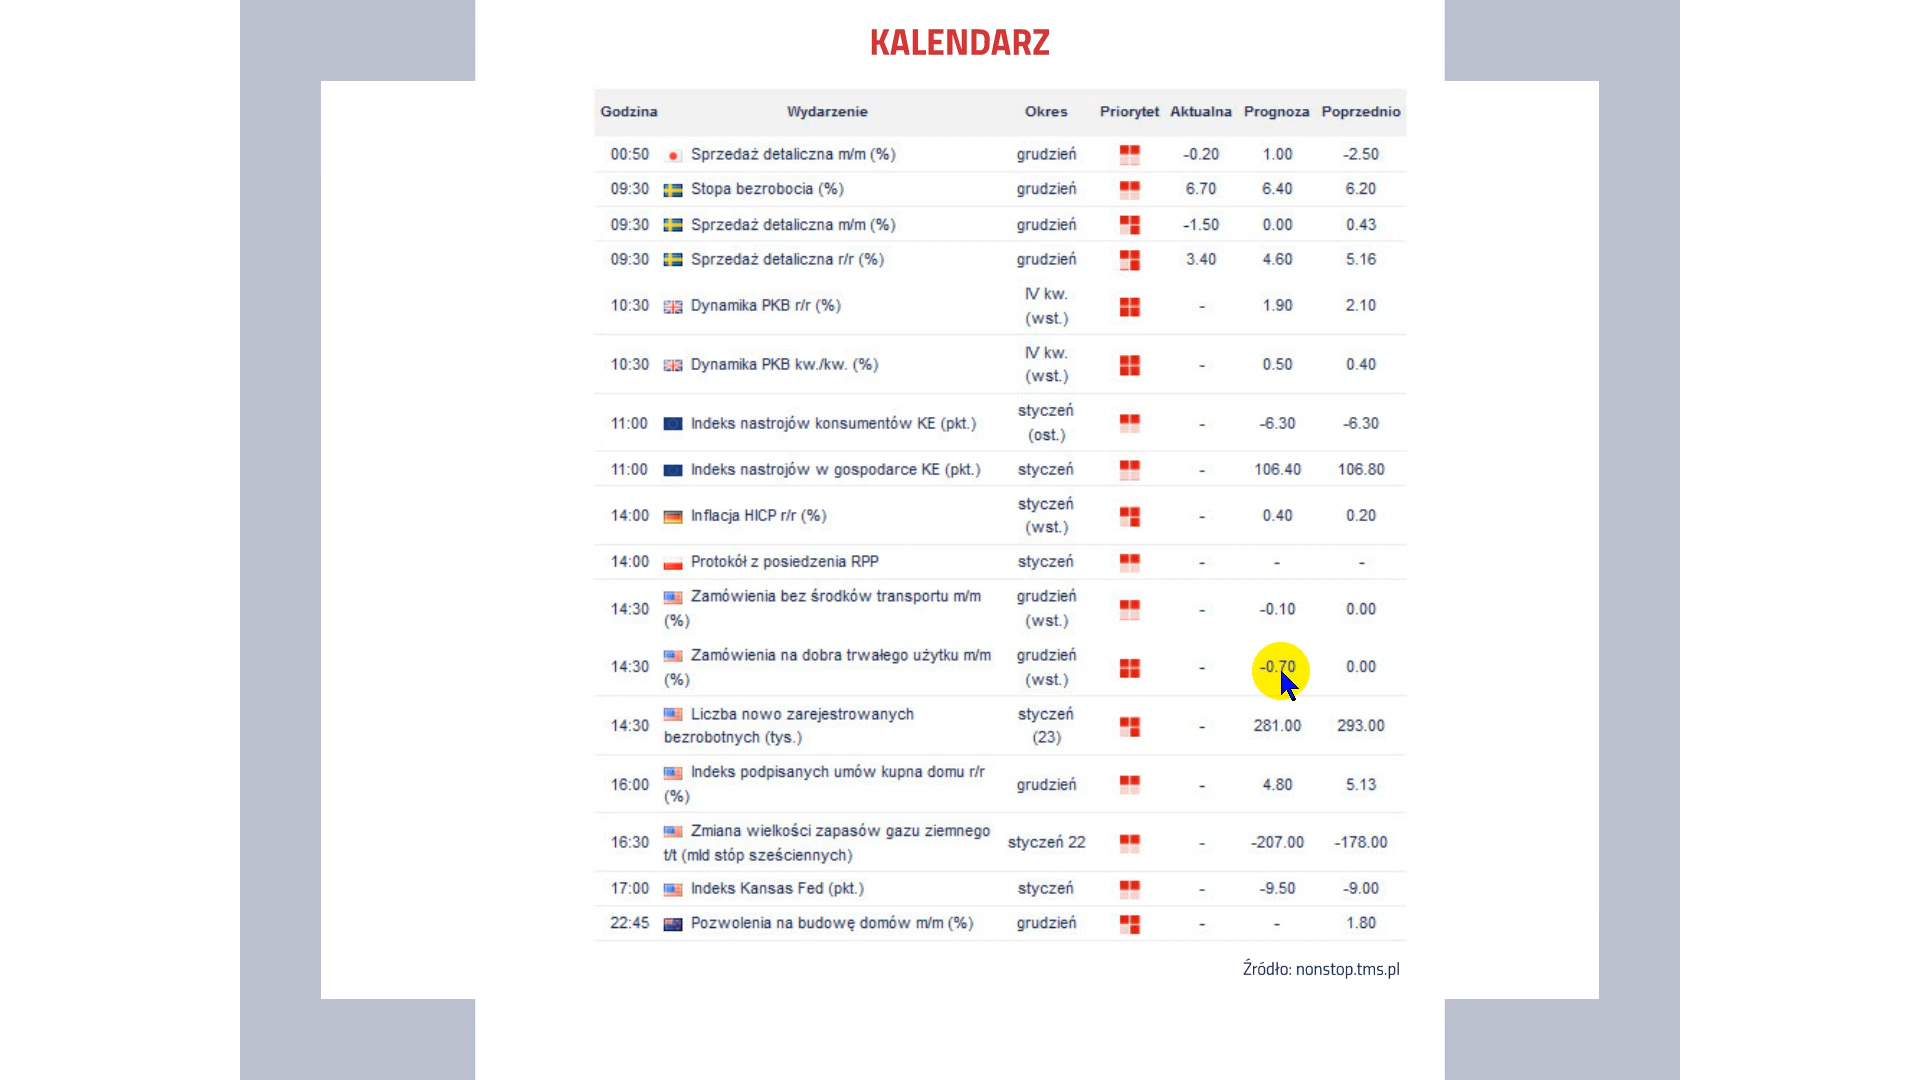 KALENDARZ
Godzina Wydarzenie Okres Priorytet Aktualna Prognoza Poprzednio
00:50 Sprzedaż detaliczna m/m (%) grudzień -0.20 1.00 -2.50
09:30 Stopa bezrobocia (%) grudzień 6.70 6.40 6.20
09:30 Sprzedaż detaliczna m/m (%) grudzień -1.50 0.00 0.43
09:30 Sprzedaż detaliczna r/r (%) grudzień 3.40 4.60 5.16
10:30 Dynamika PKB r/r (%) IV kw. (wst.) - 1.90 2.10
10:30 Dynamika PKB kw./kw. (%) IV kw. (wst.) - 0.50 0.40
11:00 Indeks nastrojów konsumentów KE (pkt.) styczeń (ost.) - -6.30 -6.30
11:00 Indeks nastrojów w gospodarce KE (pkt.) styczeń - 106.40 106.80
14:00 Inflacja HICP r/r (%) styczeń (wst.) - 0.40 0.20
14:00 Protokół z posiedzenia RPP styczeń - - -
14:30 Zamówienia bez środków transportu m/m (%) grudzień (wst.) - -0.10 0.00
14:30 Zamówienia na dobra trwałego użytku m/m (%) grudzień (wst.) - -0.70 0.00
14:30 Liczba nowo zarejestrowanych bezrobotnych (tys.) styczeń (23) - 281.00 293.00
16:00 Indeks podpisanych umów kupna domu r/r (%) grudzień - 4.80 5.13
16:30 Zmiana wielkości zapasów gazu ziemnego t/t (mld stóp sześciennych) styczeń 22 - -207.00 -178.00
17:00 Indeks Kansas Fed (pkt.) styczeń - -9.50 -9.00
22:45 Pozwolenia na budowę domów m/m (%) grudzień - - 1.80
Źródło: nonstop.tms.pl